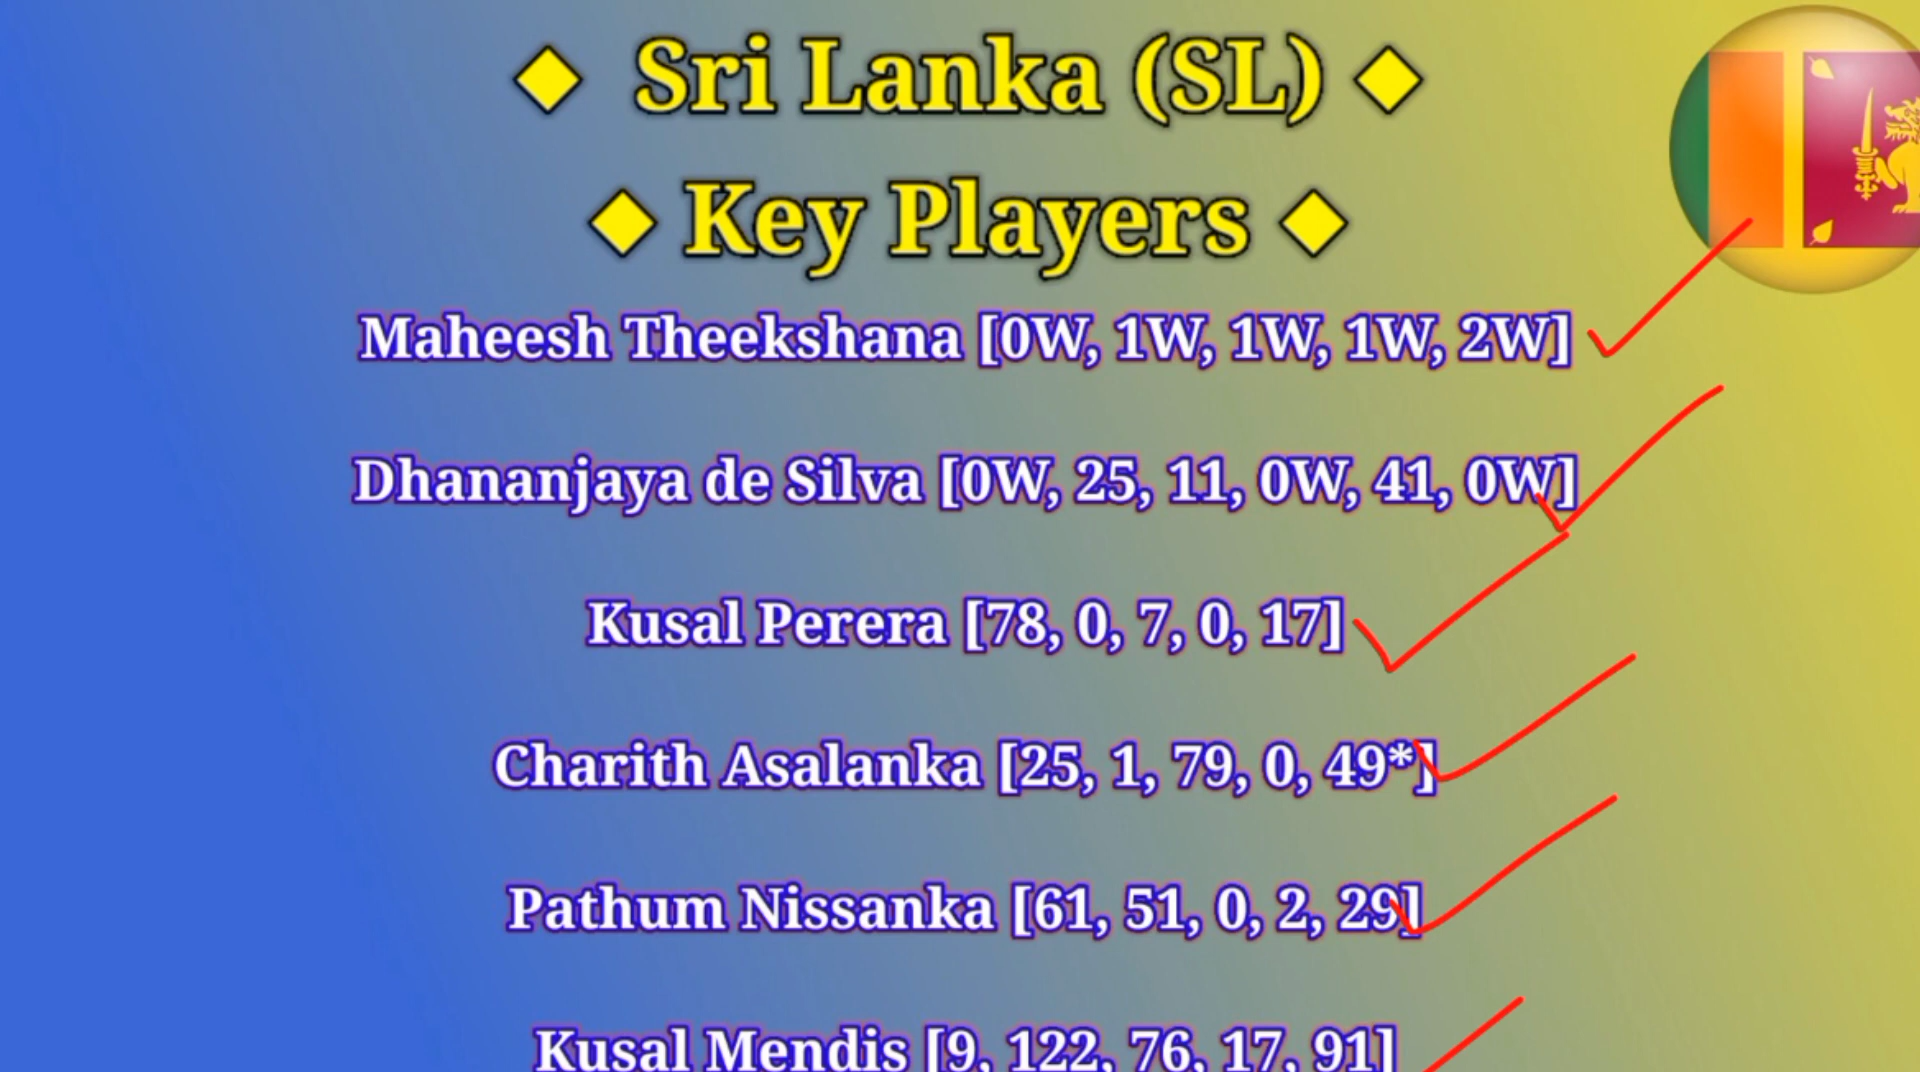 ◆ Sri Lanka (SL) ◆
◆ Key Players ◆
Maheesh Theekshana [0W, 1W, 1W, 1W, 2W]
Dhananjaya de Silva [0W, 25, 11, 0W, 41, 0W]
Kusal Perera [78, 0, 7, 0, 17]
Charith Asalanka [25, 1, 79, 0, 49*]
Pathum Nissanka [61, 51, 0, 2, 29]
Kusal Mendis [9, 122, 76, 17, 91]